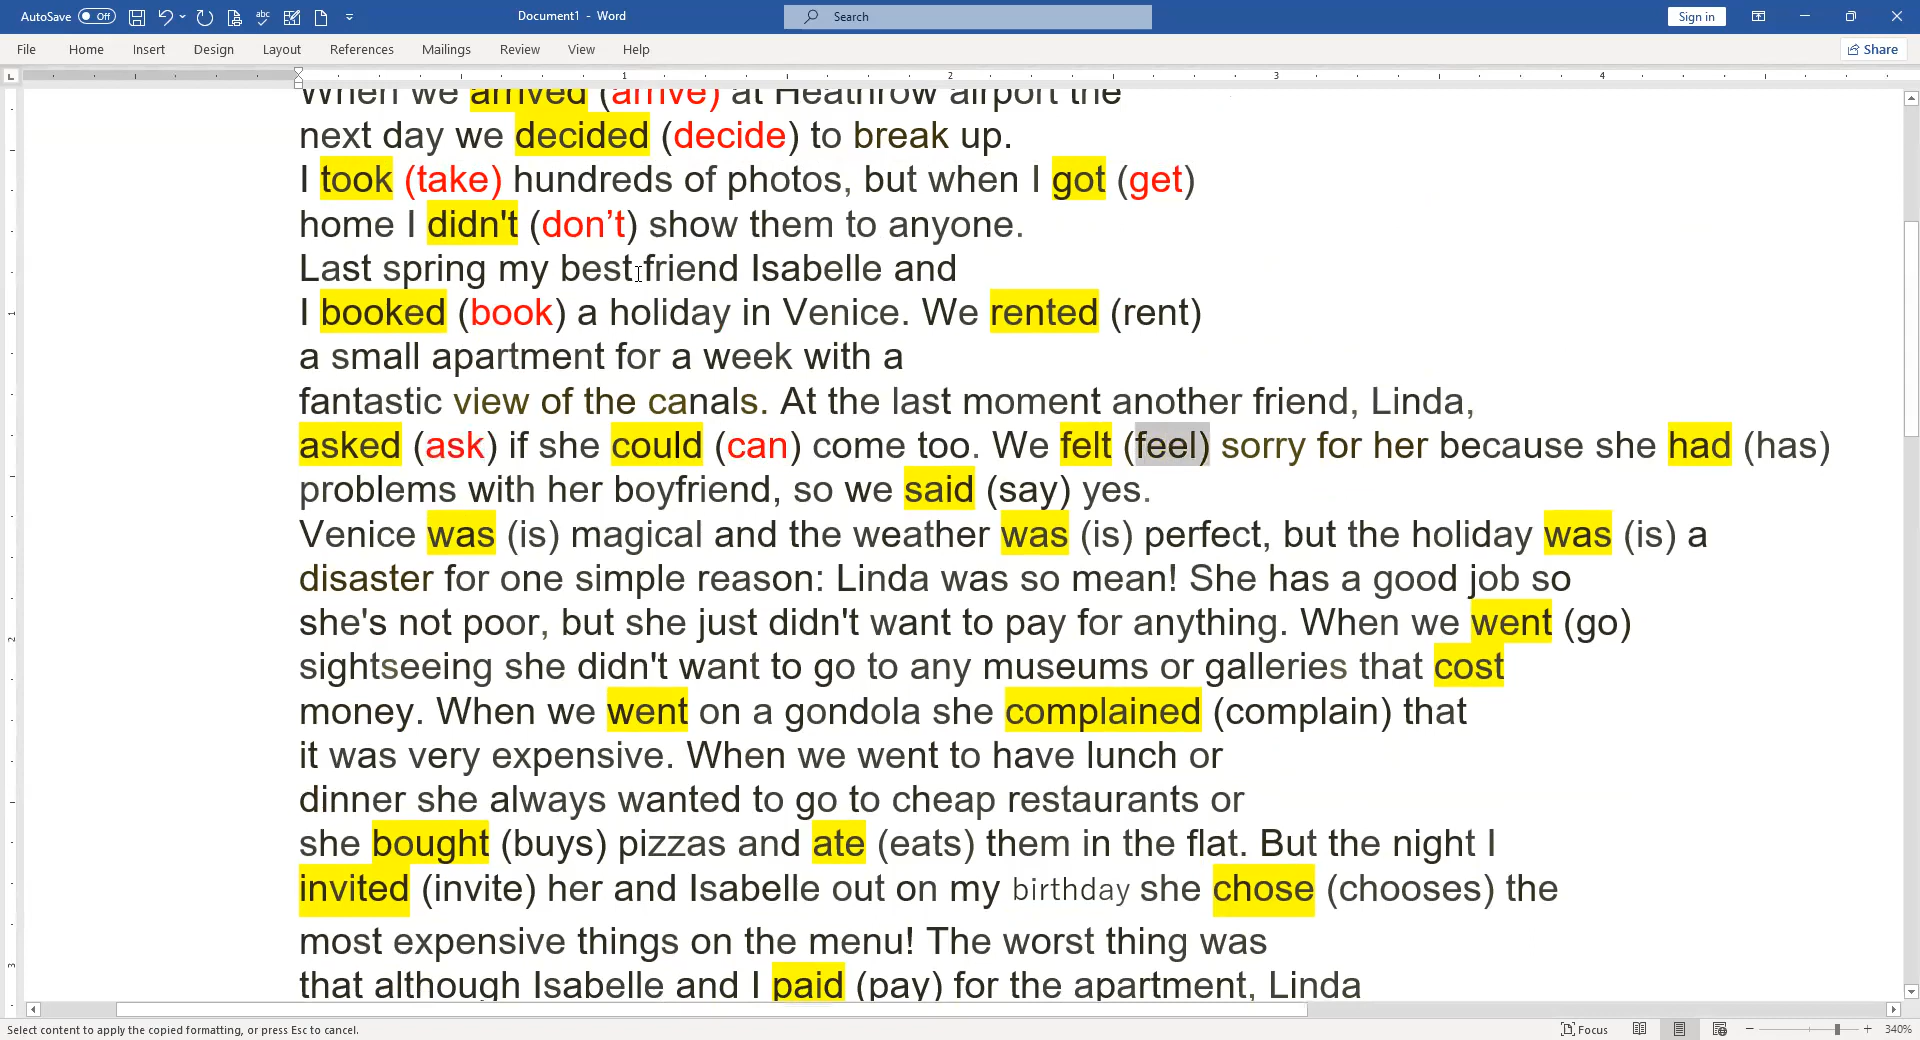 AutoSave Off Document1 - Word Search Sign in
File Home Insert Design Layout References Mailings Review View Help Share
1 2 3 4
When we arrived (arrive) at Heathrow airport the
next day we decided (decide) to break up.
I took (take) hundreds of photos, but when I got (get)
home I didn't (don’t) show them to anyone.
Last spring my best friend Isabelle and
I booked (book) a holiday in Venice. We rented (rent)
a small apartment for a week with a
fantastic view of the canals. At the last moment another friend, Linda,
asked (ask) if she could (can) come too. We felt (feel) sorry for her because she had (has)
problems with her boyfriend, so we said (say) yes.
Venice was (is) magical and the weather was (is) perfect, but the holiday was (is) a
disaster for one simple reason: Linda was so mean! She has a good job so
she's not poor, but she just didn't want to pay for anything. When we went (go)
sightseeing she didn't want to go to any museums or galleries that cost
money. When we went on a gondola she complained (complain) that
it was very expensive. When we went to have lunch or
dinner she always wanted to go to cheap restaurants or
she bought (buys) pizzas and ate (eats) them in the flat. But the night I
invited (invite) her and Isabelle out on my birthday she chose (chooses) the
most expensive things on the menu! The worst thing was
that although Isabelle and I paid (pay) for the apartment, Linda
Select content to apply the copied formatting, or press Esc to cancel. Focus 340%